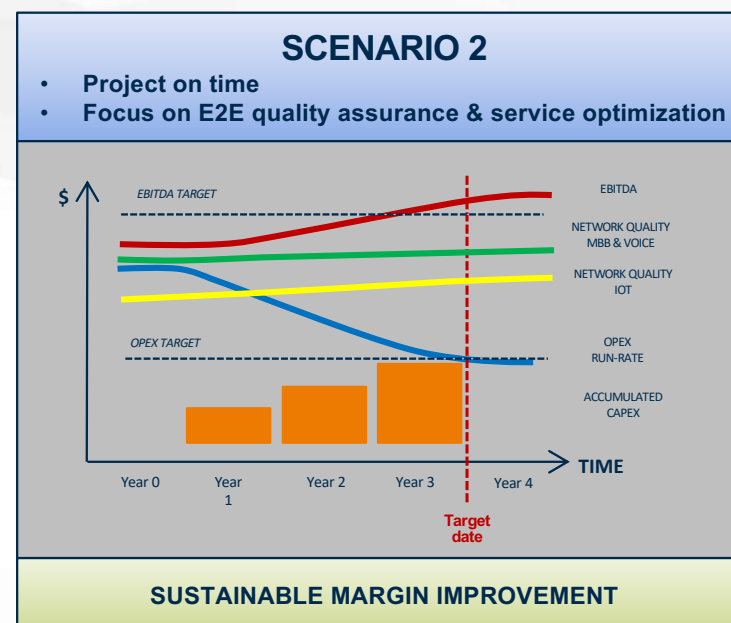 SCENARIO 2
• Project on time
• Focus on E2E quality assurance & service optimization
$
EBITDA TARGET
EBITDA
NETWORK QUALITY
MBB & VOICE
NETWORK QUALITY
IOT
OPEX TARGET
OPEX
RUN-RATE
ACCUMULATED
CAPEX
TIME
Year 0
Year
1
Year 2
Year 3
Year 4
Target
date
SUSTAINABLE MARGIN IMPROVEMENT